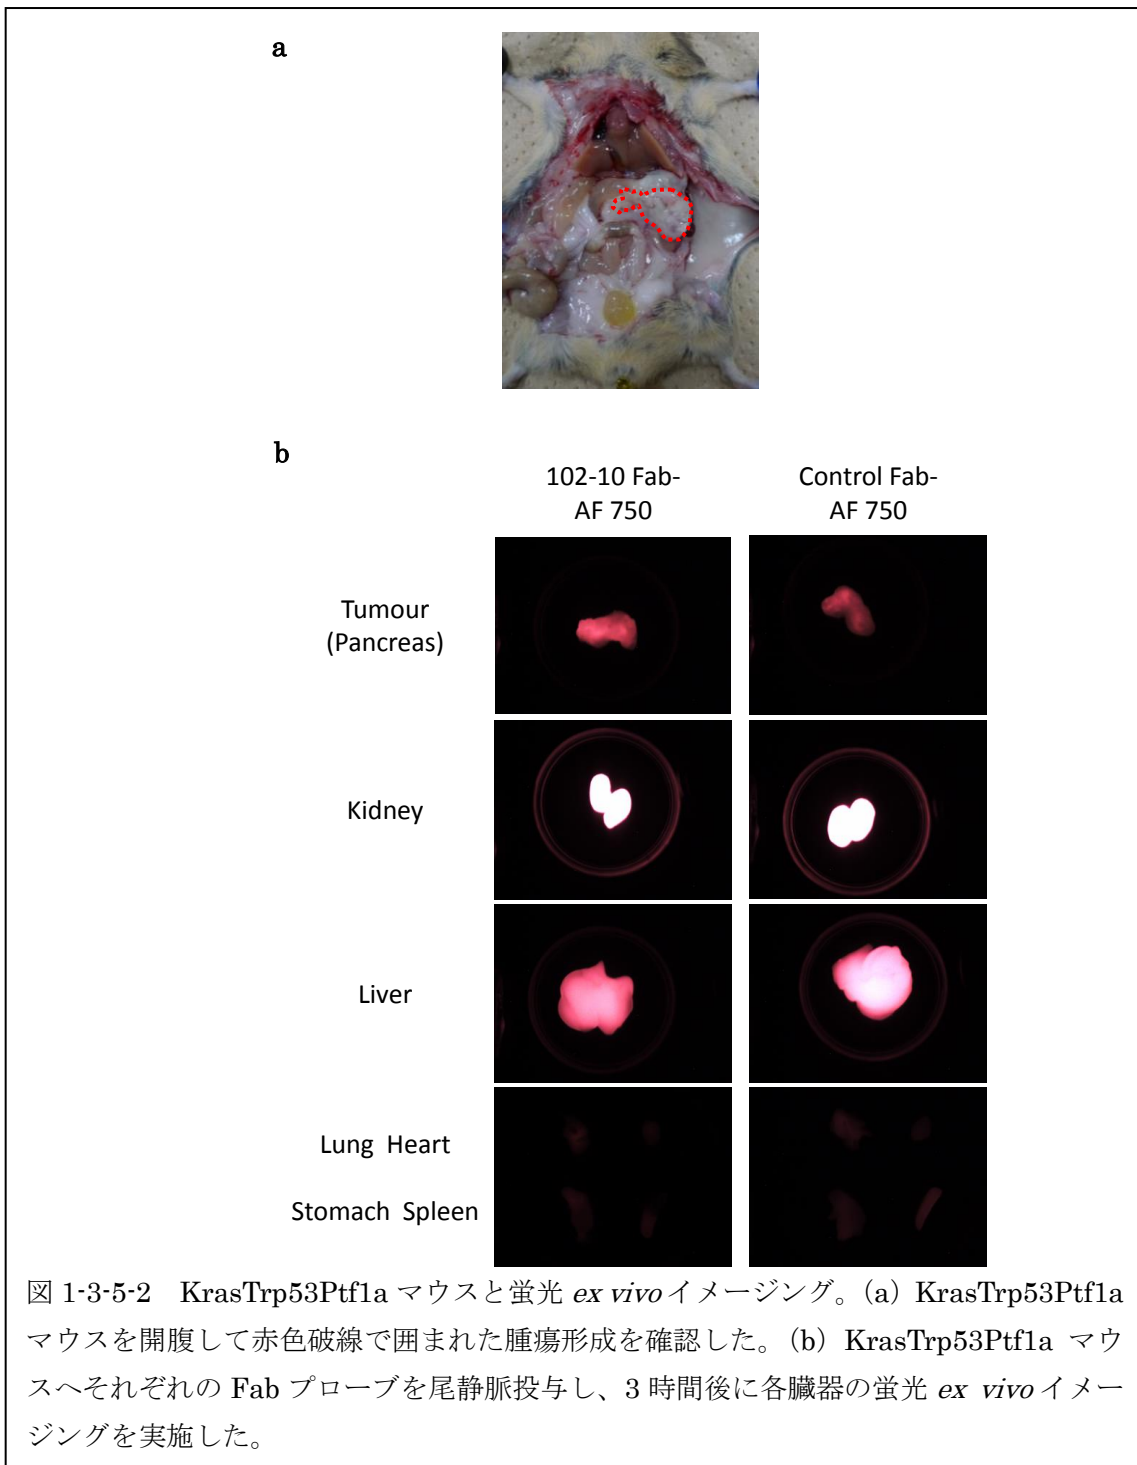 a
b
102-10 Fab-
AF 750
Control Fab-
AF 750
Tumour
(Pancreas)
Kidney
Liver
Lung Heart
Stomach Spleen
図 1-3-5-2 KrasTrp53Ptf1a マウスと蛍光 ex vivo イメージング。(a) KrasTrp53Ptf1a
マウスを開腹して赤色破線で囲まれた腫瘍形成を確認した。(b) KrasTrp53Ptf1a マウ
スへそれぞれの Fab プローブを尾静脈投与し、3 時間後に各臓器の蛍光 ex vivo イメー
ジングを実施した。